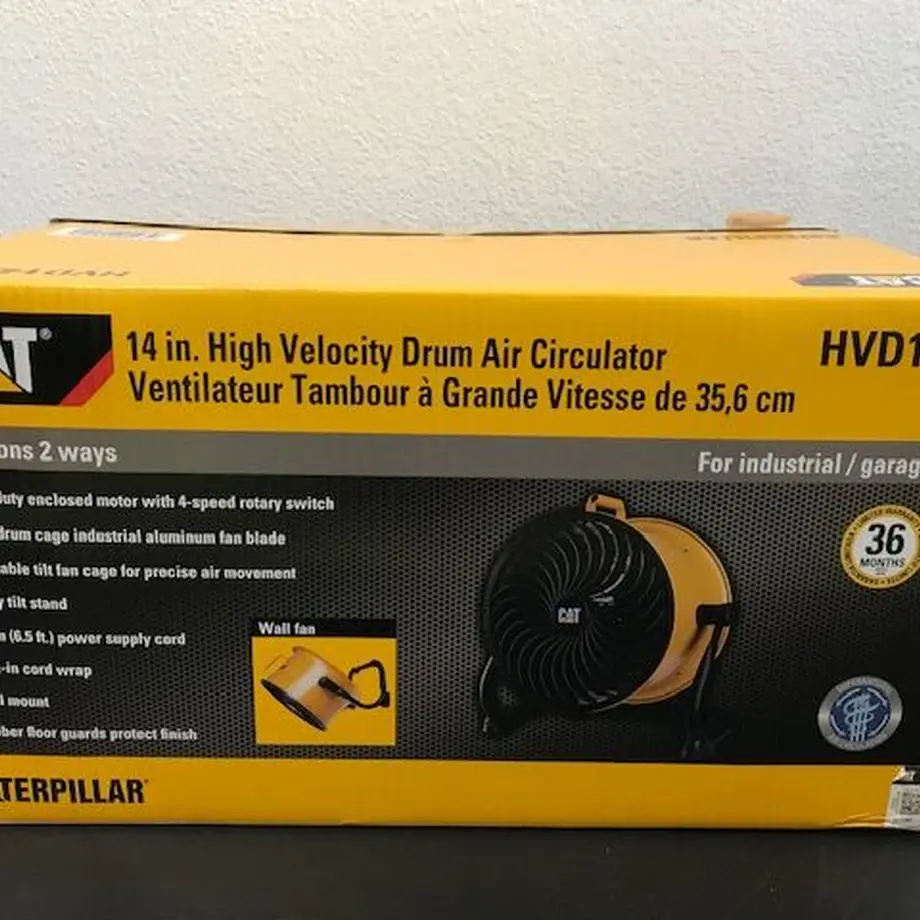 AT®
14 in. High Velocity Drum Air Circulator
Ventilateur Tambour à Grande Vitesse de 35,6 cm
HVD1
ons 2 ways
For industrial / garag
uty enclosed motor with 4-speed rotary switch
drum cage industrial aluminum fan blade
able tilt fan cage for precise air movement
y tilt stand
m (6.5 ft.) power supply cord
-in cord wrap
l mount
ber floor guards protect finish
Wall fan
CAT
36
MONTHS
TERPILLAR